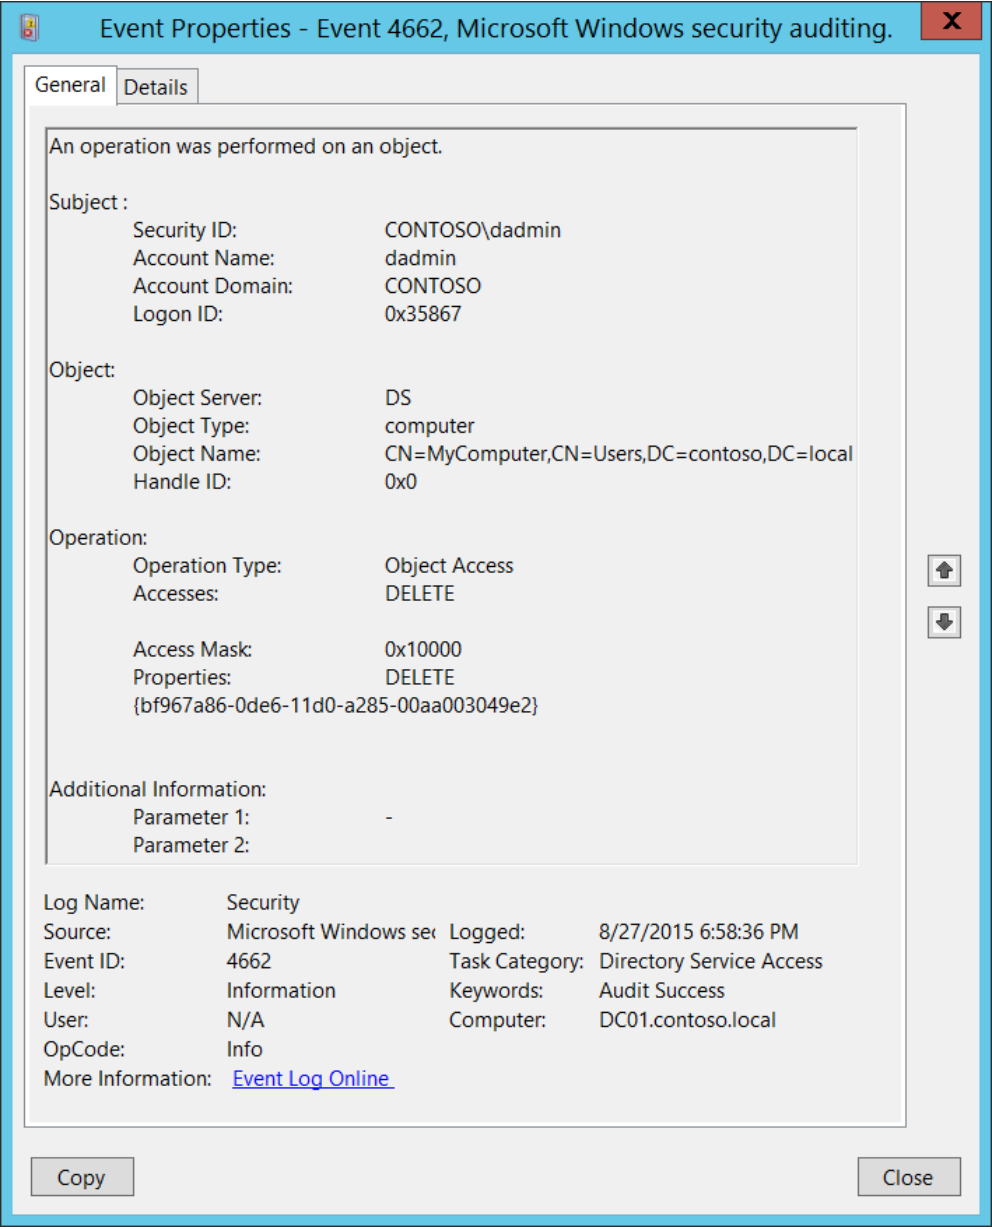 Event Properties - Event 4662, Microsoft Windows security auditing.
X
General Details
An operation was performed on an object.
Subject :
Security ID: CONTOSO\dadmin
Account Name: dadmin
Account Domain: CONTOSO
Logon ID: 0x35867
Object:
Object Server: DS
Object Type: computer
Object Name: CN=MyComputer,CN=Users,DC=contoso,DC=local
Handle ID: 0x0
Operation:
Operation Type: Object Access
Accesses: DELETE
Access Mask: 0x10000
Properties: DELETE
{bf967a86-0de6-11d0-a285-00aa003049e2}
Additional Information:
Parameter 1: -
Parameter 2:
Log Name: Security
Source: Microsoft Windows sec Logged: 8/27/2015 6:58:36 PM
Event ID: 4662 Task Category: Directory Service Access
Level: Information Keywords: Audit Success
User: N/A Computer: DC01.contoso.local
OpCode: Info
More Information: Event Log Online
Copy Close